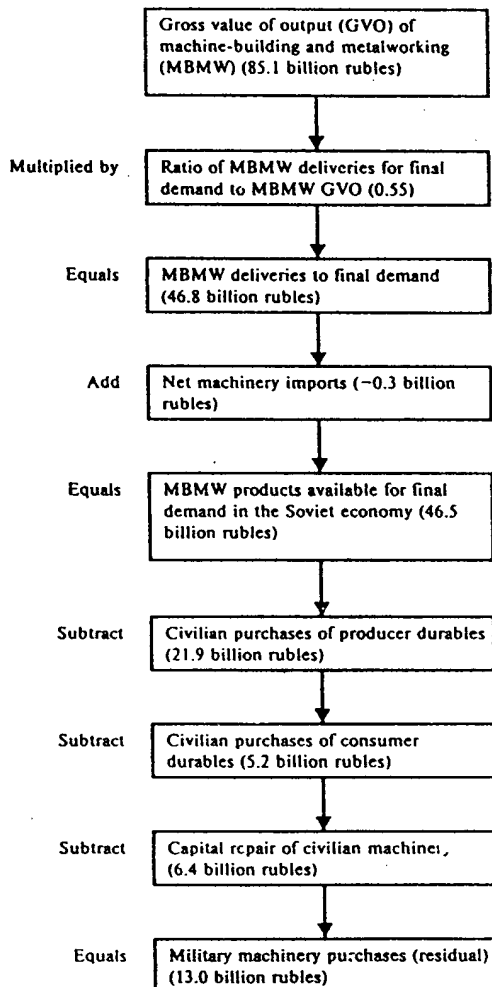 Gross value of output (GVO) of
machine-building and metalworking
(MBMW) (85.1 billion rubles)
Multiplied by
Ratio of MBMW deliveries for final
demand to MBMW GVO (0.55)
Equals
MBMW deliveries to final demand
(46.8 billion rubles)
Add
Net machinery imports (−0.3 billion
rubles)
Equals
MBMW products available for final
demand in the Soviet economy (46.5
billion rubles)
Subtract
Civilian purchases of producer durables
(21.9 billion rubles)
Subtract
Civilian purchases of consumer
durables (5.2 billion rubles)
Subtract
Capital repair of civilian machines,
(6.4 billion rubles)
Equals
Military machinery purchases (residual)
(13.0 billion rubles)